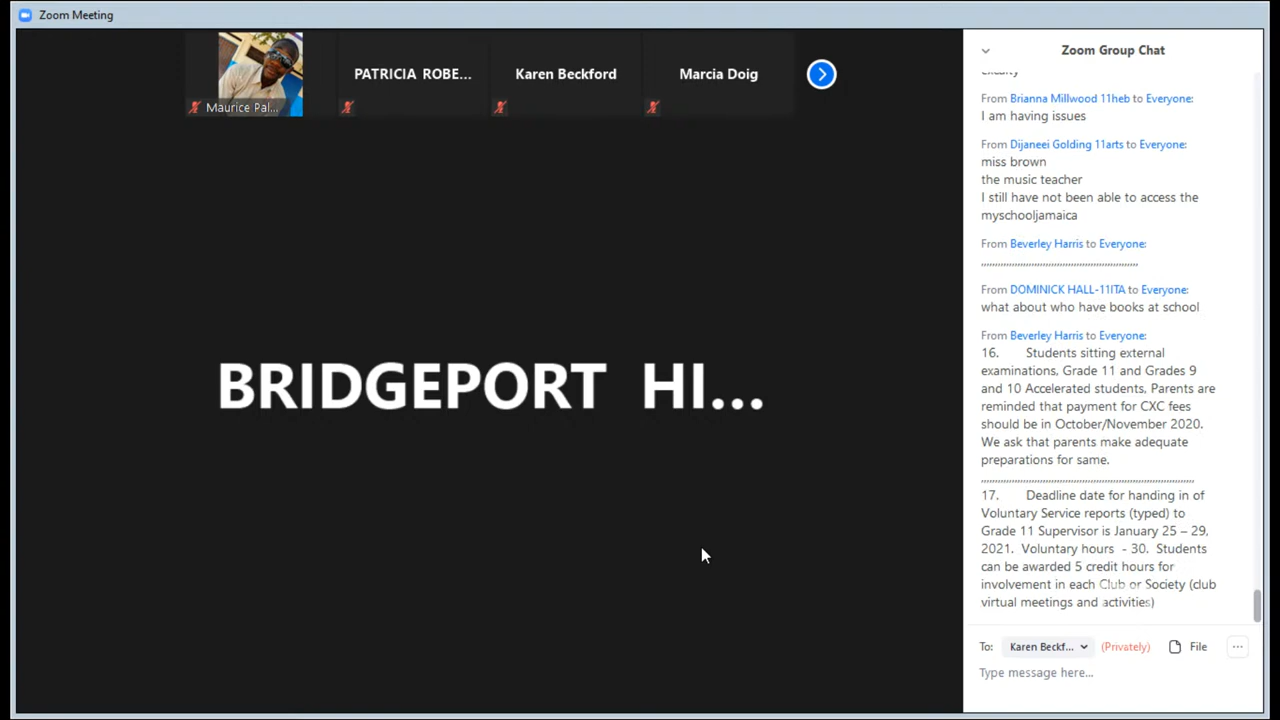 Zoom Meeting
Maurice Pal...
PATRICIA ROBE...
Karen Beckford
Marcia Doig
BRIDGEPORT HI...
Zoom Group Chat
From Brianna Millwood 11heb to Everyone:
I am having issues
From Dijaneei Golding 11arts to Everyone:
miss brown
the music teacher
I still have not been able to access the
myschooljamaica
From Beverley Harris to Everyone:
From DOMINICK HALL-11ITA to Everyone:
what about who have books at school
From Beverley Harris to Everyone:
16. Students sitting external
examinations, Grade 11 and Grades 9
and 10 Accelerated students, Parents are
reminded that payment for CXC fees
should be in October/November 2020.
We ask that parents make adequate
preparations for same.
17. Deadline date for handing in of
Voluntary Service reports (typed) to
Grade 11 Supervisor is January 25 – 29,
2021. Voluntary hours - 30. Students
can be awarded 5 credit hours for
involvement in each Club or Society (club
virtual meetings and activities)
To: Karen Beckf... (Privately) File ...
Type message here...